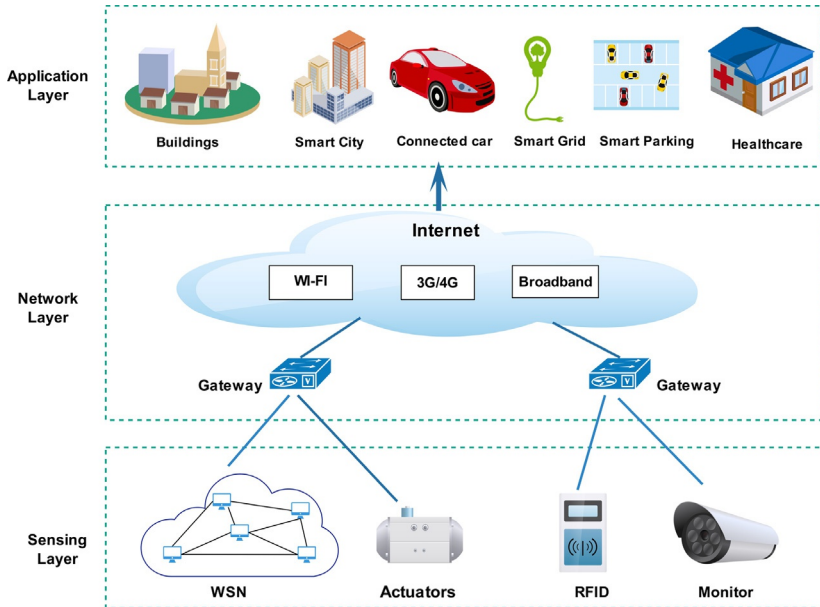 Application
Layer
Buildings
Smart City
Connected car
Smart Grid
Smart Parking
Healthcare
Internet
WI-FI
3G/4G
Broadband
Network
Layer
Gateway
V
Gateway
V
Sensing
Layer
WSN
Actuators
RFID
Monitor